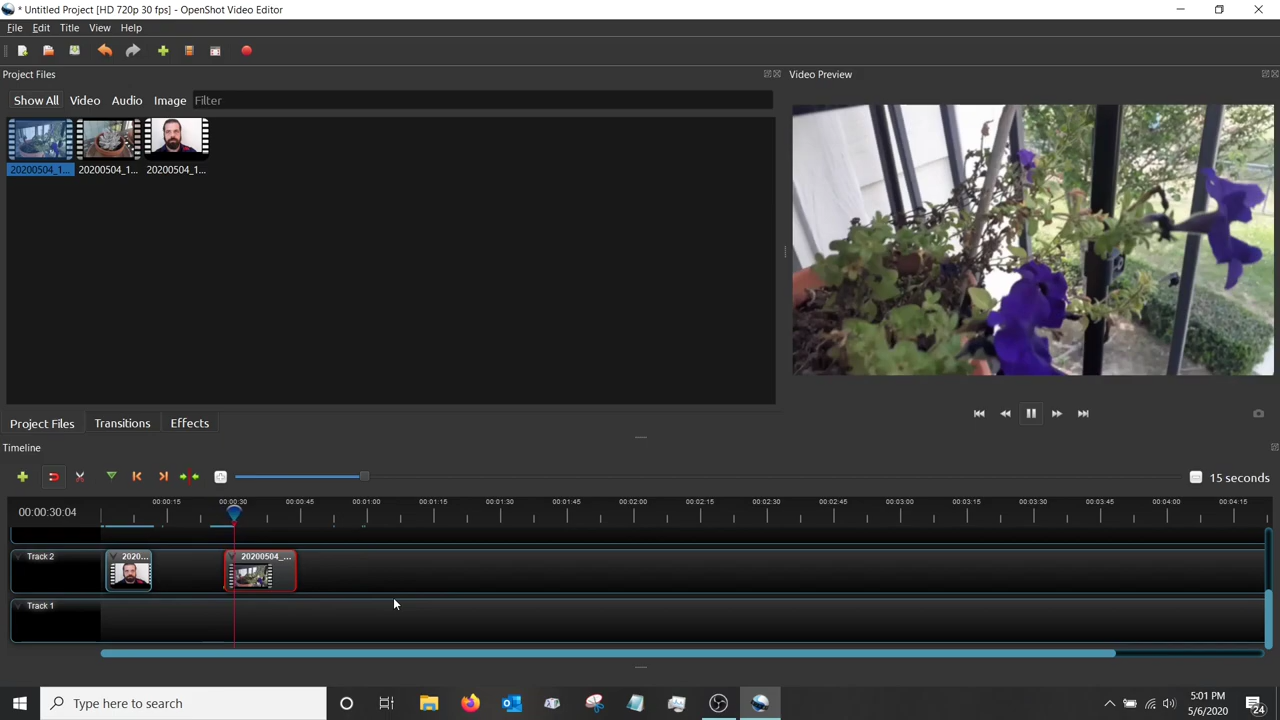 * Untitled Project [HD 720p 30 fps] - OpenShot Video Editor
File Edit Title View Help
Project Files
Video Preview
Show All Video Audio Image Filter
20200504_1... 20200504_1... 20200504_1...
Project Files Transitions Effects
Timeline
15 seconds
00:00:30:04
00:00:15 00:00:30 00:00:45 00:01:00 00:01:15 00:01:30 00:01:45 00:02:00 00:02:15 00:02:30 00:02:45 00:03:00 00:03:15 00:03:30 00:03:45 00:04:00 00:04:15
Track 2 2020... 20200504_...
Track 1
Type here to search
5:01 PM
5/6/2020
24